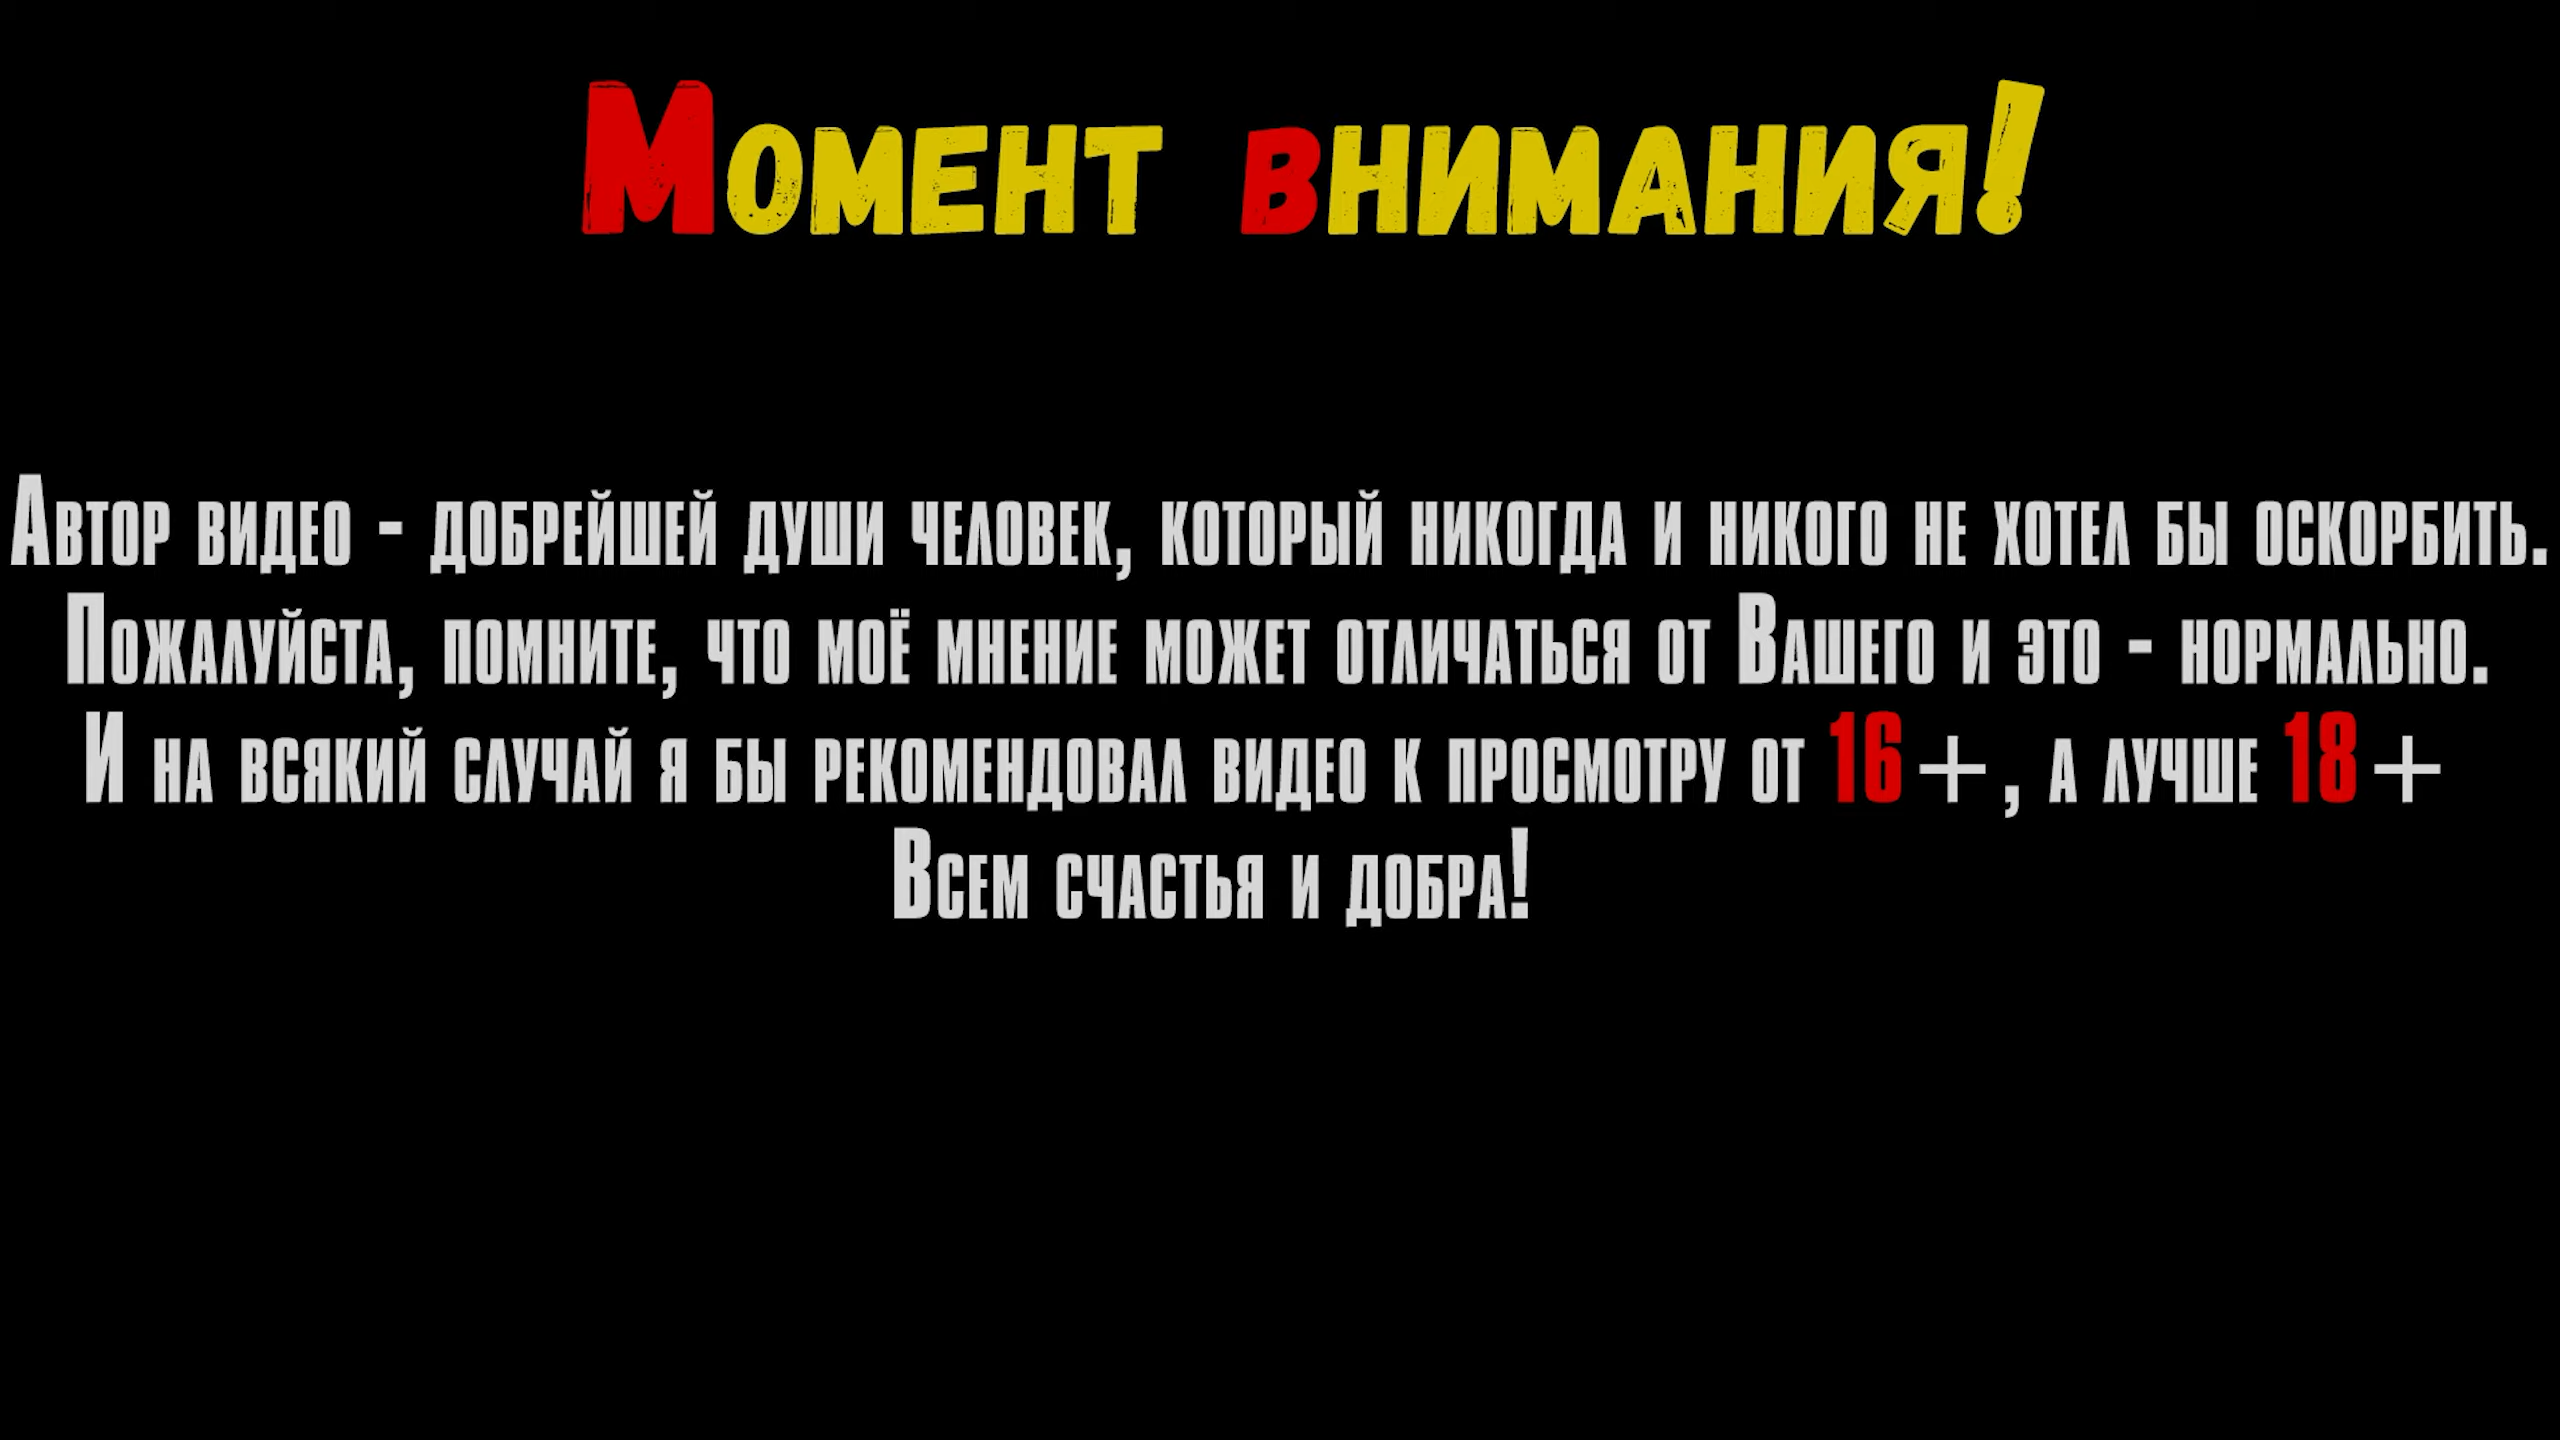 Момент внимания!
Автор видео - добрейшей души человек, который никогда и никого не хотел бы оскорбить.
Пожалуйста, помните, что моё мнение может отличаться от Вашего и это - нормально.
И на всякий случай я бы рекомендовал видео к просмотру от 16+, а лучше 18+
Всем счастья и добра!